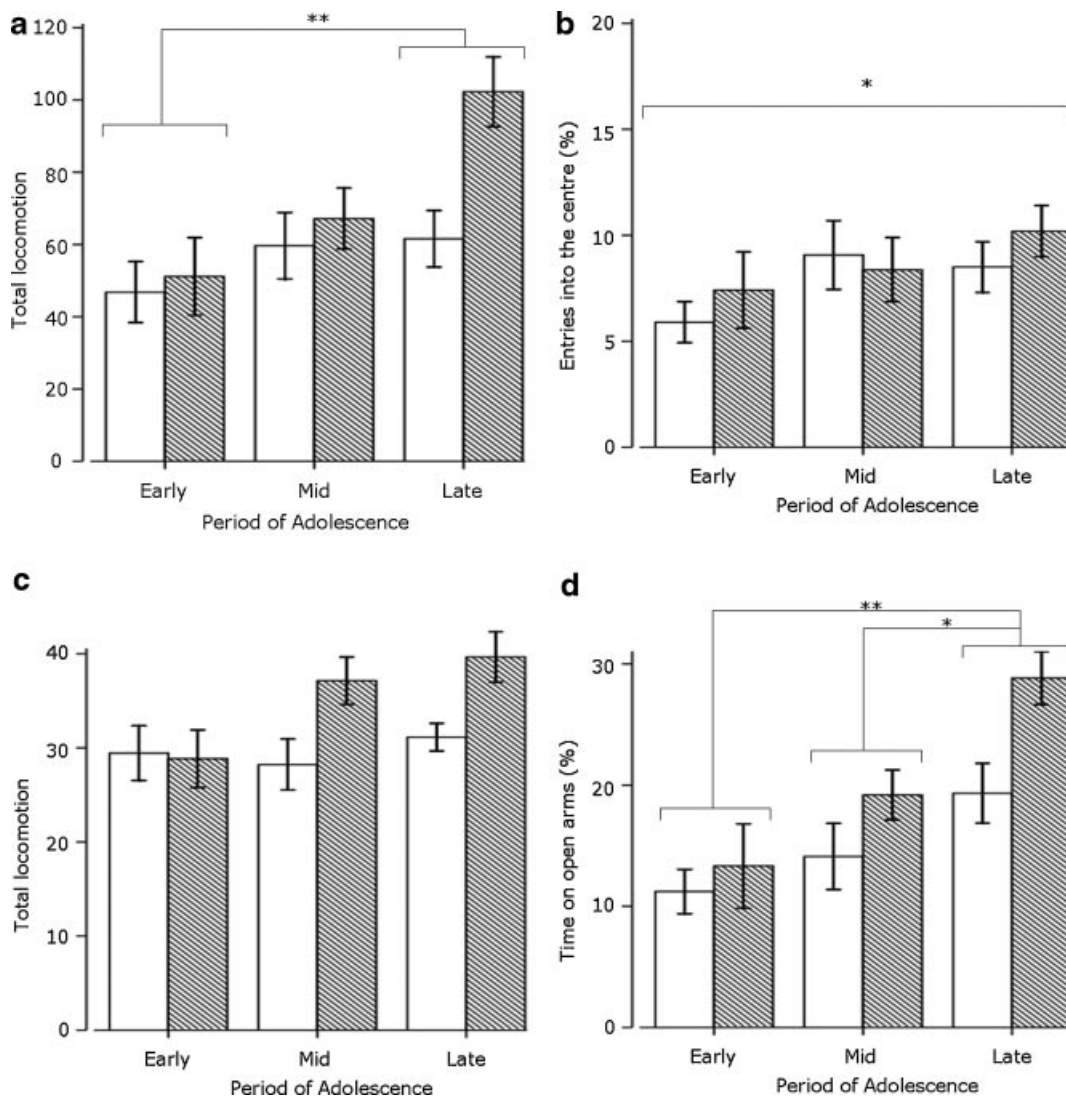 a
**
120
100
80
60
40
20
0
Total locomotion
Early Mid Late
Period of Adolescence
b
*
20
15
10
5
0
Entries into the centre (%)
Early Mid Late
Period of Adolescence
c
40
30
20
10
0
Total locomotion
Early Mid Late
Period of Adolescence
d
**
*
30
20
10
0
Time on open arms (%)
Early Mid Late
Period of Adolescence